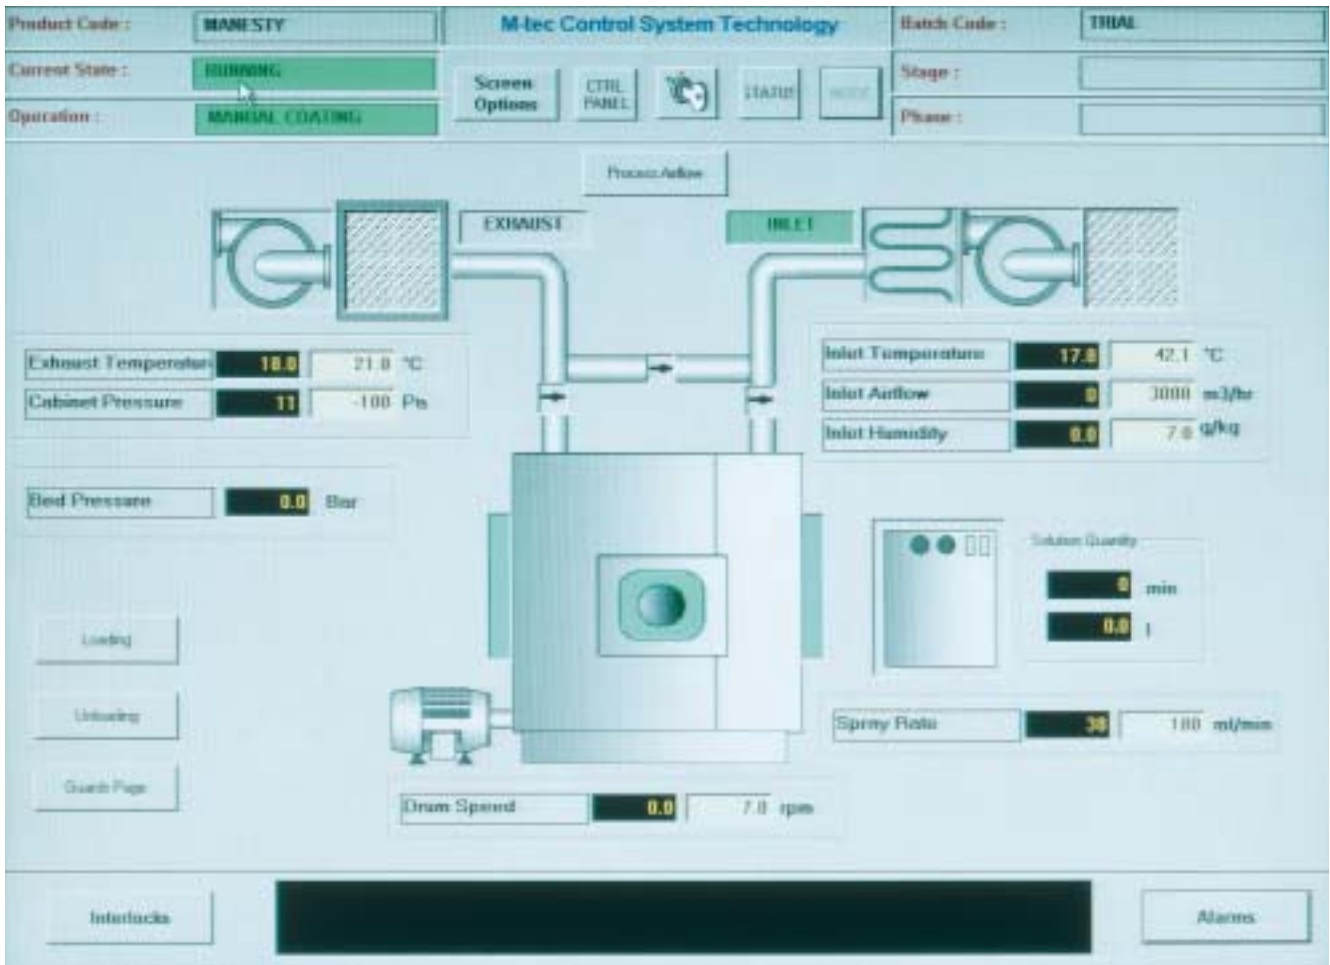 Product Code :
MANESTY
M-tec Control System Technology
Batch Code :
TRIAL
Current State :
RUNNING
Screen
Options
CTRL
PANEL
STATUS
MODE
Stage :
Operation :
MANUAL COATING
Phase :
Process Airflow
EXHAUST
INLET
Exhaust Temperature 18.0 21.0 °C
Cabinet Pressure 11 -100 Pa
Inlet Temperature 17.8 42.1 °C
Inlet Airflow 0 3000 m3/hr
Inlet Humidity 0.0 7.0 g/kg
Bed Pressure 0.0 Bar
Solution Quantity
0 min
0.0 l
Loading
Unloading
Guards Page
Spray Rate 38 100 ml/min
Drum Speed 0.0 7.0 rpm
Interlocks
Alarms